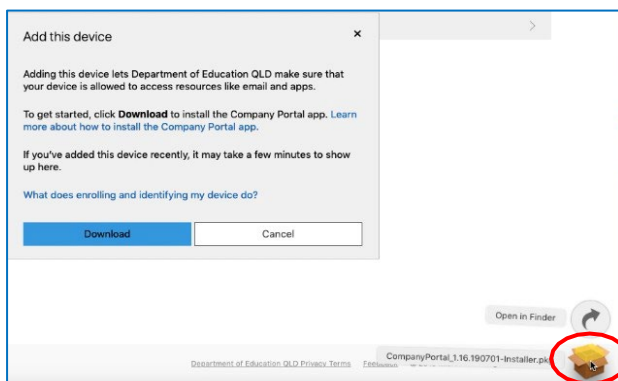 Add this device
×
Adding this device lets Department of Education QLD make sure that
your device is allowed to access resources like email and apps.
To get started, click Download to install the Company Portal app. Learn
more about how to install the Company Portal app.
If you've added this device recently, it may take a few minutes to show
up here.
What does enrolling and identifying my device do?
Download
Cancel
Open in Finder
CompanyPortal_1.16.190701-Installer.pk
Department of Education QLD Privacy Terms